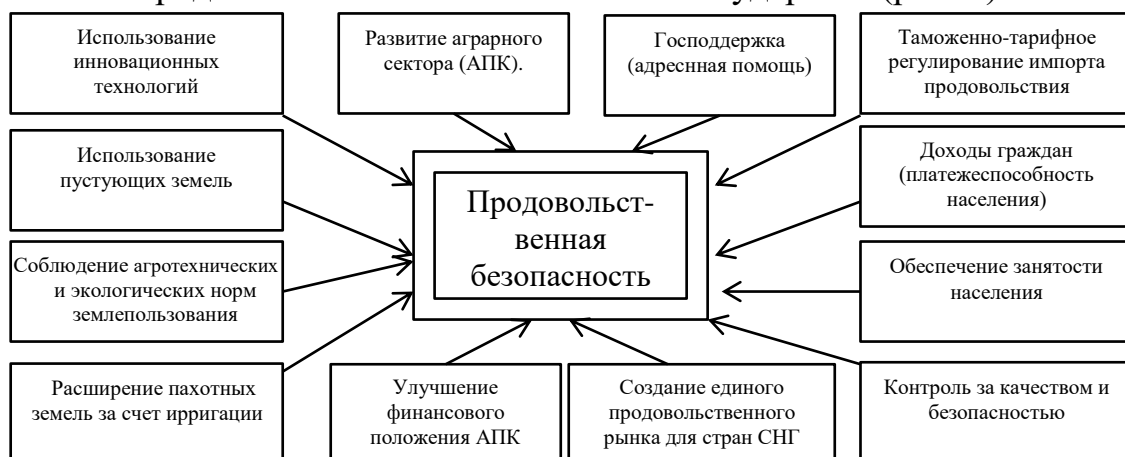 Использование
инновационных
технологий
Развитие аграрного
сектора (АПК).
Господдержка
(адреснная помощь)
Таможенно-тарифное
регулирование импорта
продовольствия
Использование
пустующих земель
Продовольст-
венная
безопасность
Доходы граждан
(платежеспособность
населения)
Соблюдение агротехнических
и экологических норм
землепользования
Обеспечение занятости
населения
Расширение пахотных
земель за счет ирригации
Улучшение
финансового
положения АПК
Создание единого
продовольственного
рынка для стран СНГ
Контроль за качеством и
безопасностью